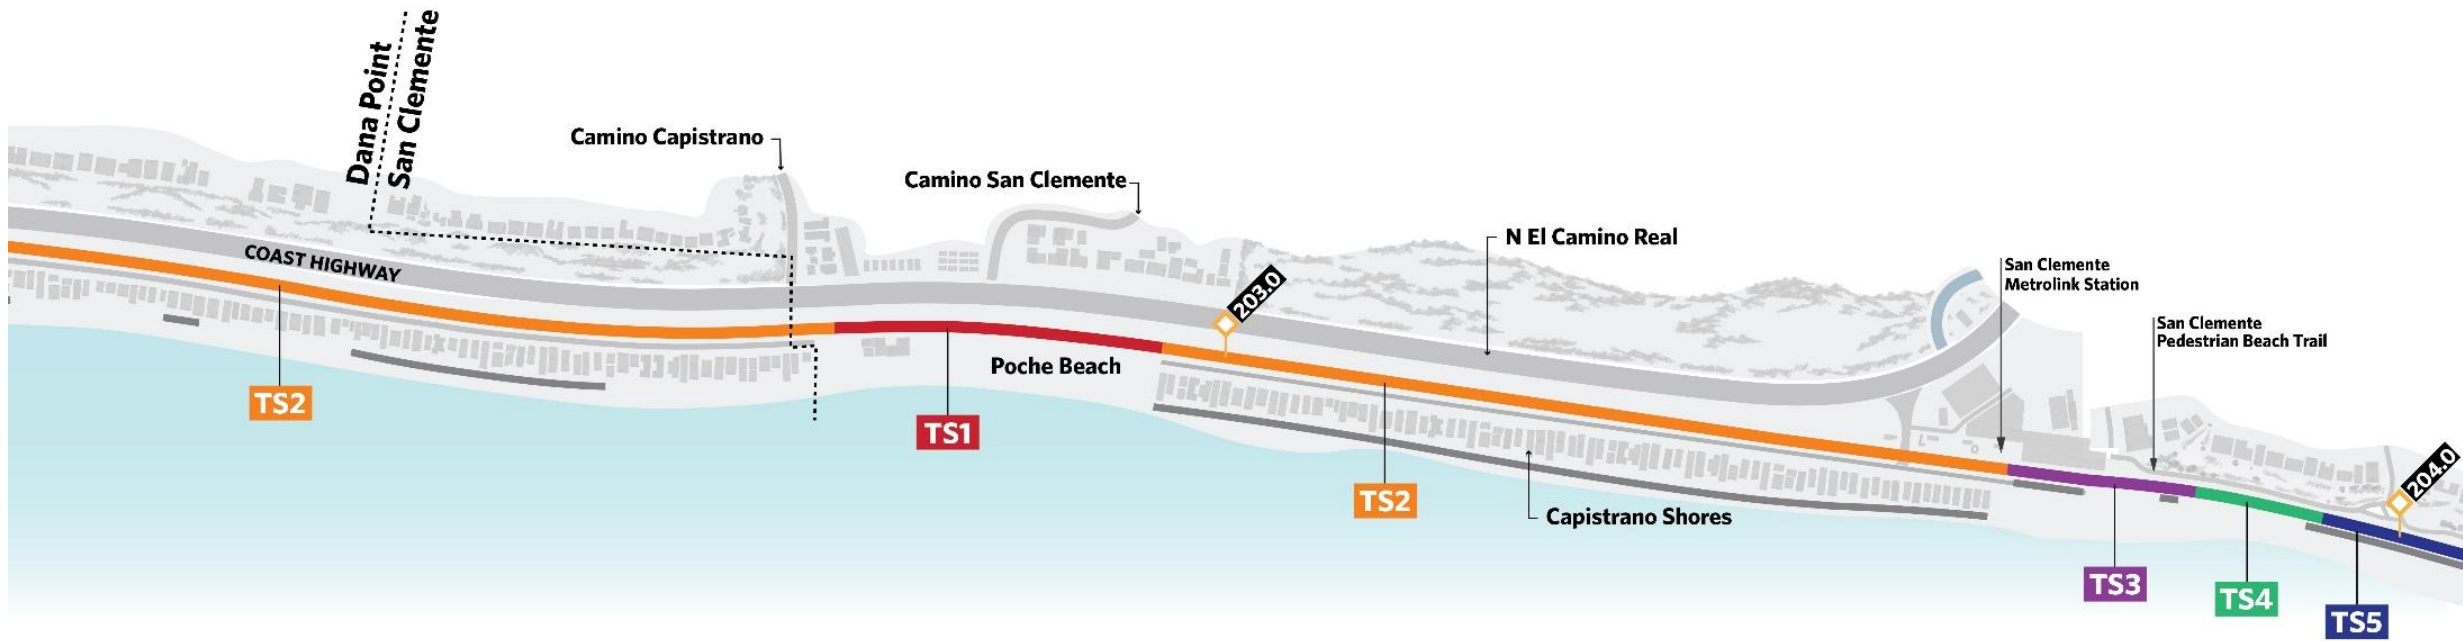 Dana Point
San Clemente
Camino Capistrano
Camino San Clemente
COAST HIGHWAY
203.0
N El Camino Real
San Clemente
Metrolink Station
San Clemente
Pedestrian Beach Trail
Poche Beach
TS2
TS1
TS2
Capistrano Shores
204.0
TS3
TS4
TS5